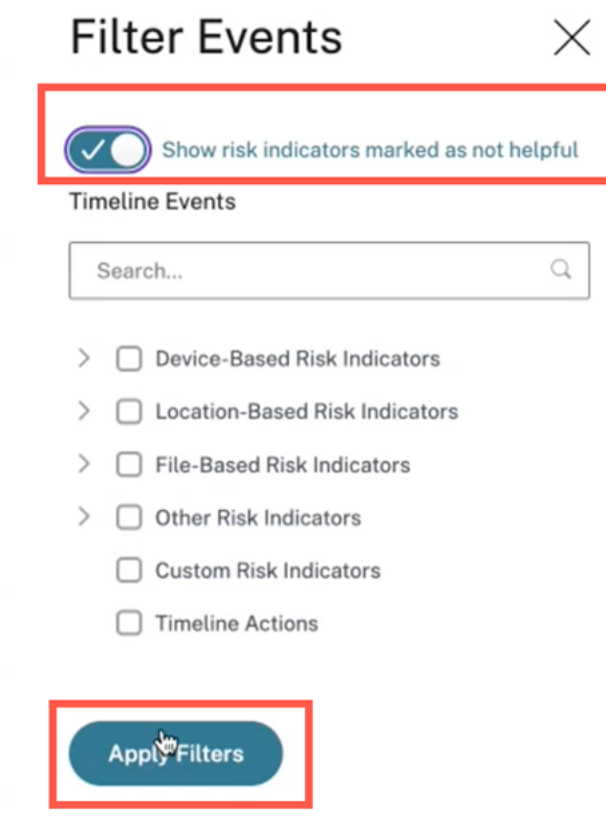 Filter Events
Show risk indicators marked as not helpful
Timeline Events
Search...
Device-Based Risk Indicators
Location-Based Risk Indicators
File-Based Risk Indicators
Other Risk Indicators
Custom Risk Indicators
Timeline Actions
Apply Filters